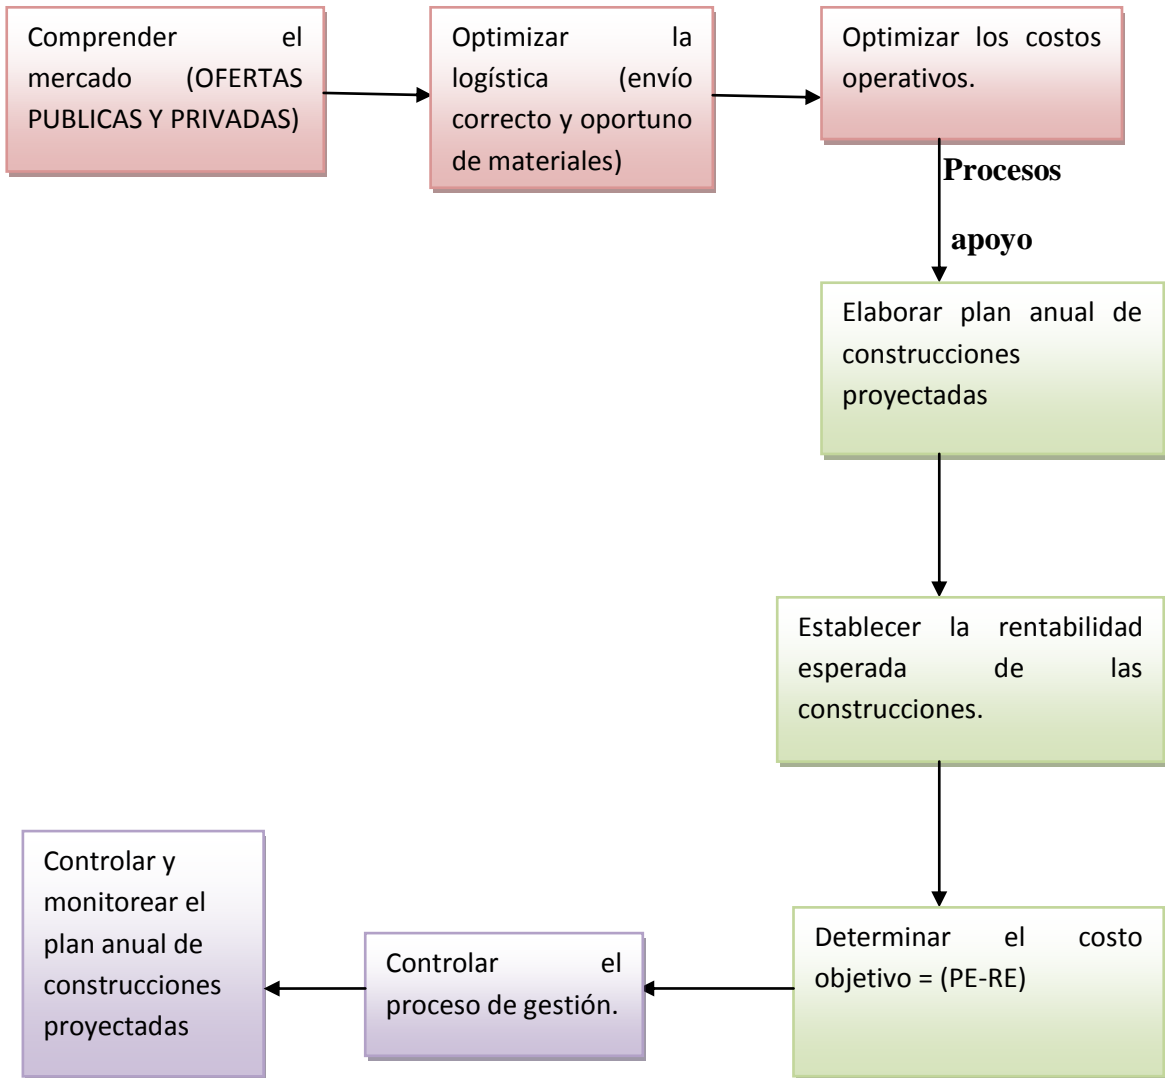 Comprender el
mercado (OFERTAS
PUBLICAS Y PRIVADAS)
Optimizar la
logística (envío
correcto y oportuno
de materiales)
Optimizar los costos
operativos.
Procesos
apoyo
Elaborar plan anual de
construcciones
proyectadas
Establecer la rentabilidad
esperada de las
construcciones.
Determinar el costo
objetivo = (PE-RE)
Controlar el
proceso de gestión.
Controlar y
monitorear el
plan anual de
construcciones
proyectadas